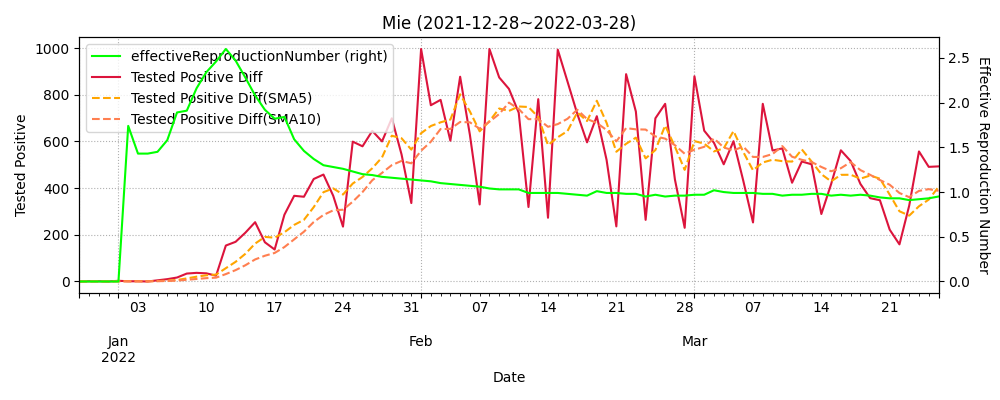 Mie (2021-12-28~2022-03-28)
effectiveReproductionNumber (right)
Tested Positive Diff
Tested Positive Diff(SMA5)
Tested Positive Diff(SMA10)
Tested Positive
1000
800
600
400
200
0
Effective Reproduction Number
2.5
2.0
1.5
1.0
0.5
0.0
03 10 17 24 31 07 14 21 28 07 14 21
Jan Feb Mar
2022
Date